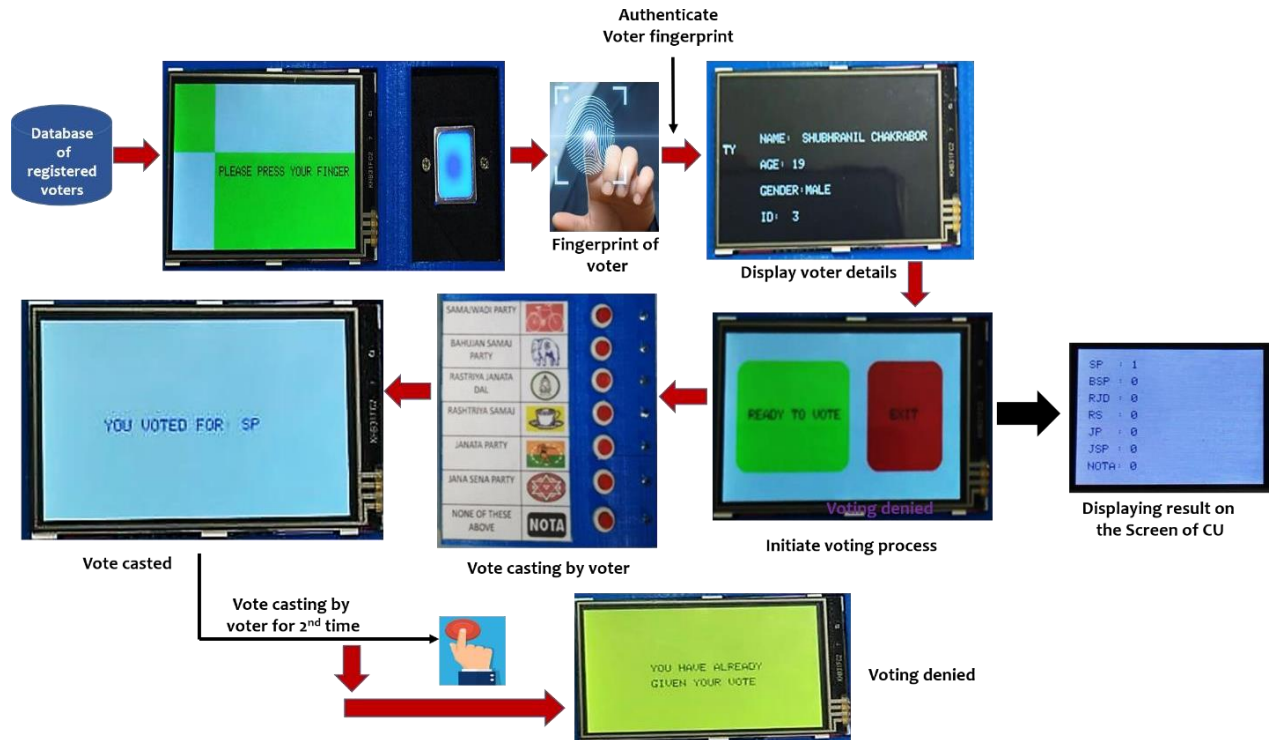 Authenticate
Voter fingerprint
Database
of
registered
voters
PLEASE PRESS YOUR FINGER
KHB31FC2
Fingerprint of
voter
NAME: SHUBHRANIL CHAKRABOR
TY
AGE: 19
GENDER:MALE
ID: 3
KHB31FC2
Display voter details
YOU VOTED FOR: SP
KHB31FC2
Vote casted
SAMA/WADI PARTY
BAHUJAN SAMAJ
PARTY
RASTRIYA JANATA
DAL
RASHTRIYA SAMAJ
JANATA PARTY
JANA SENA PARTY
NONE OF THESE
ABOVE
NOTA
Vote casting by voter
READY TO VOTE
EXIT
Voting denied
Initiate voting process
SP : 1
BSP : 0
RJD : 0
RS : 0
JP : 0
JSP : 0
NOTA: 0
Displaying result on
the Screen of CU
Vote casting by
voter for 2nd time
YOU HAVE ALREADY
GIVEN YOUR VOTE
Voting denied